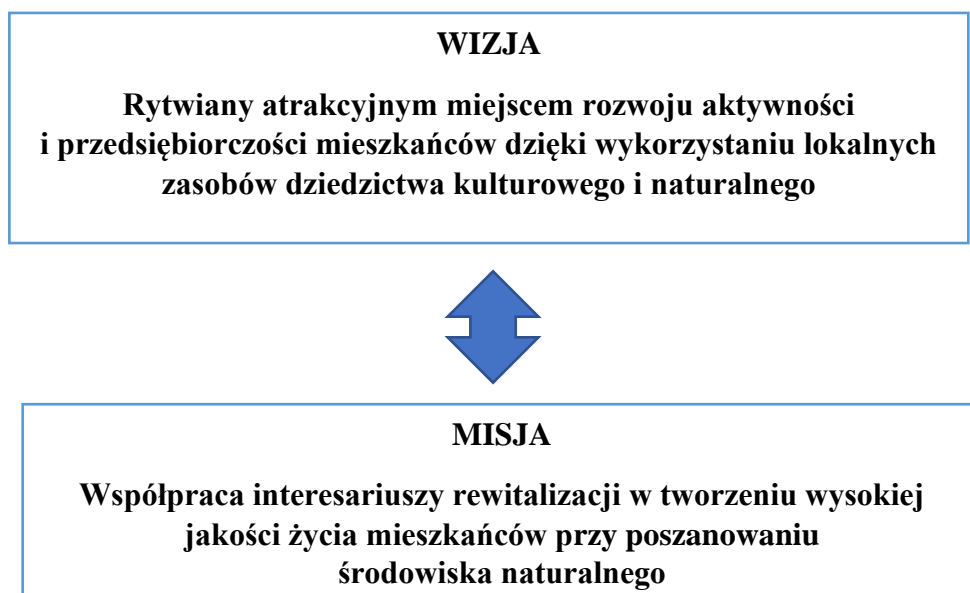 WIZJA
Rytwiany atrakcyjnym miejscem rozwoju aktywności
i przedsiębiorczości mieszkańców dzięki wykorzystaniu lokalnych
zasobów dziedzictwa kulturowego i naturalnego
MISJA
Współpraca interesariuszy rewitalizacji w tworzeniu wysokiej
jakości życia mieszkańców przy poszanowaniu
środowiska naturalnego